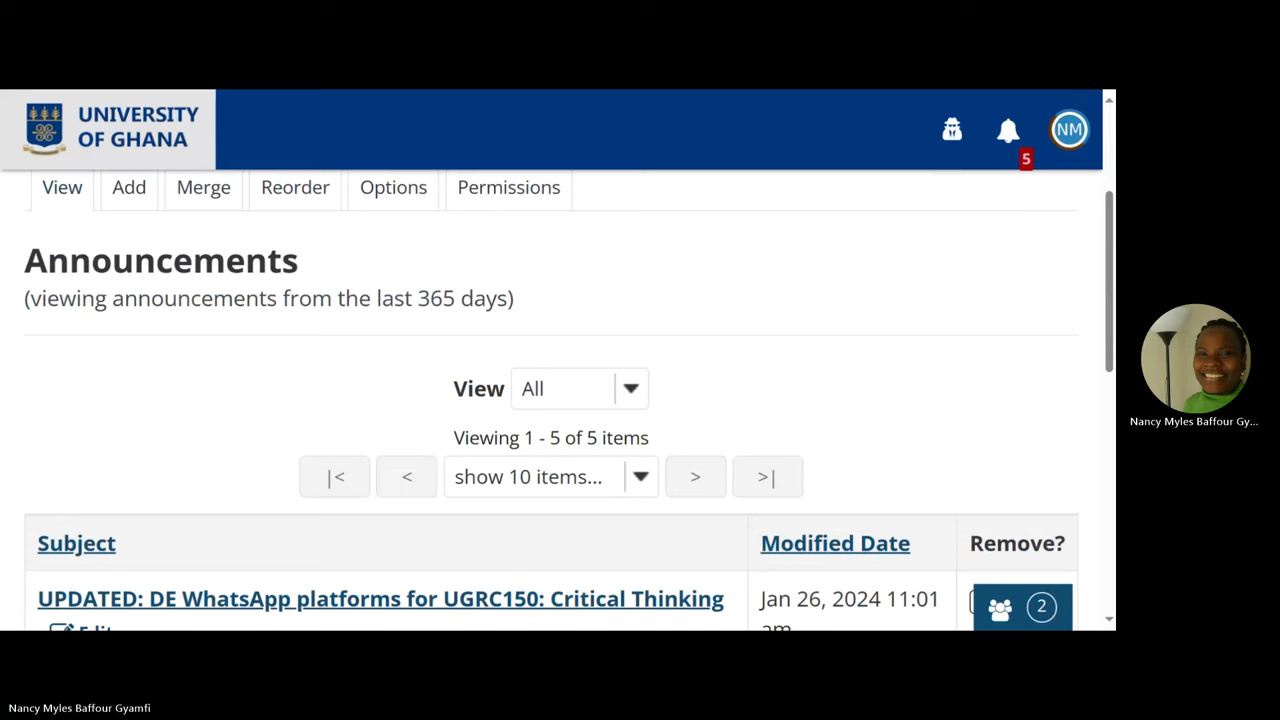 UNIVERSITY
OF GHANA
NM
5
View Add Merge Reorder Options Permissions
Announcements
(viewing announcements from the last 365 days)
View All
Viewing 1 - 5 of 5 items
|< < show 10 items... > >|
Subject Modified Date Remove?
UPDATED: DE WhatsApp platforms for UGRC150: Critical Thinking Jan 26, 2024 11:01
Edit am
2
Nancy Myles Baffour Gy...
Nancy Myles Baffour Gyamfi